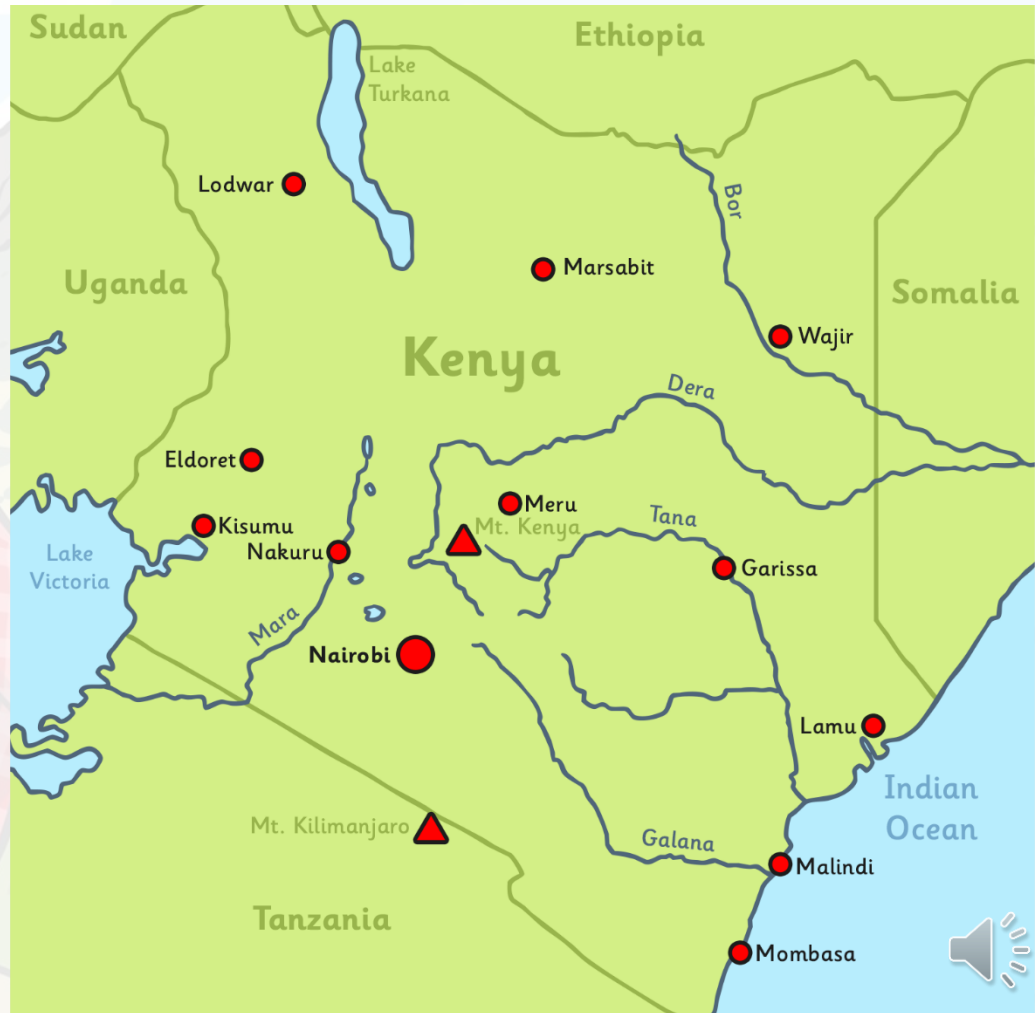 Sudan
Ethiopia
Lake
Turkana
Lodwar
Bor
Marsabit
Uganda
Somalia
Wajir
Kenya
Dera
Eldoret
Meru
Mt. Kenya
Tana
Kisumu
Nakuru
Lake
Victoria
Garissa
Mara
Nairobi
Lamu
Indian
Ocean
Mt. Kilimanjaro
Galana
Malindi
Tanzania
Mombasa